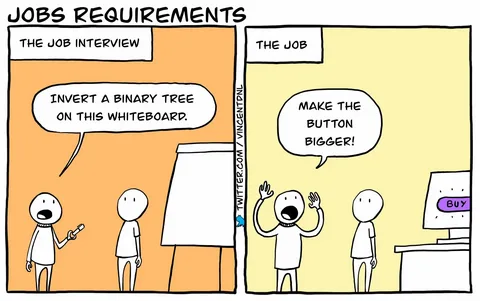 JOBS REQUIREMENTS
THE JOB INTERVIEW
INVERT A BINARY TREE
ON THIS WHITEBOARD.
TWITTER.COM/VINCENTDNL
THE JOB
MAKE THE
BUTTON
BIGGER!
BUY